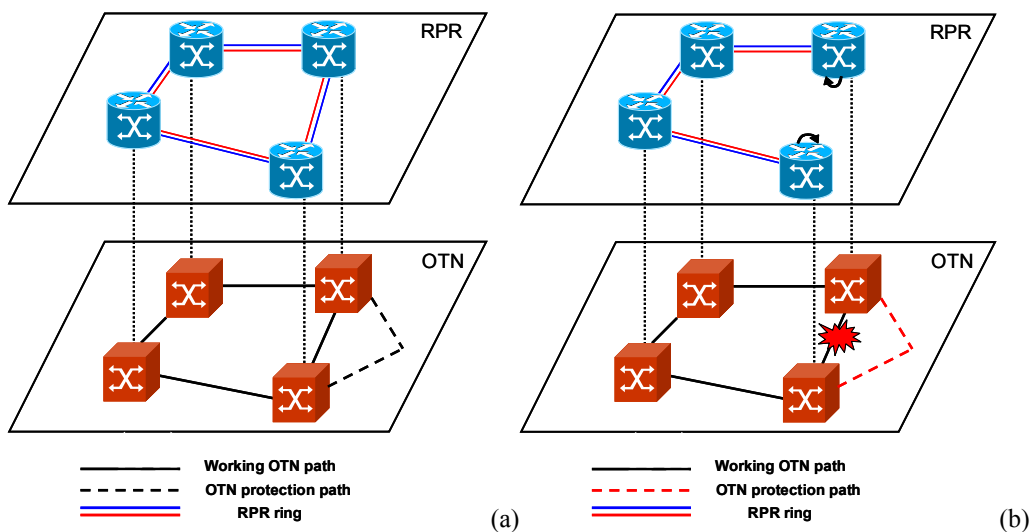 RPR
RPR
OTN
OTN
Working OTN path
OTN protection path
RPR ring
(a)
Working OTN path
OTN protection path
RPR ring
(b)